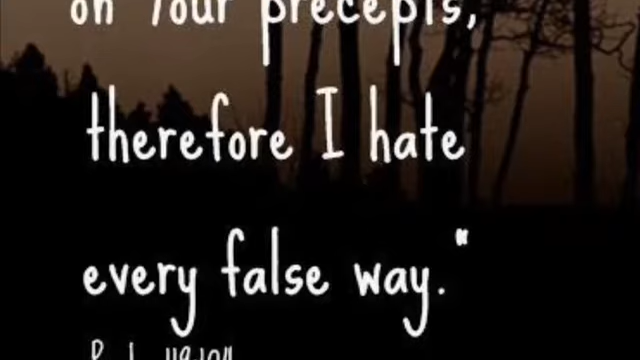 on Your precepts,
therefore I hate
every false way."